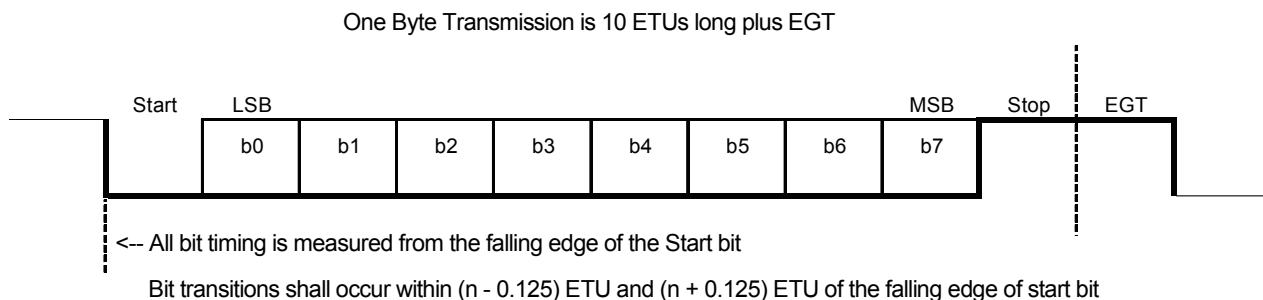 One Byte Transmission is 10 ETUs long plus EGT
Start LSB MSB Stop EGT
b0 b1 b2 b3 b4 b5 b6 b7
<-- All bit timing is measured from the falling edge of the Start bit
Bit transitions shall occur within (n - 0.125) ETU and (n + 0.125) ETU of the falling edge of start bit